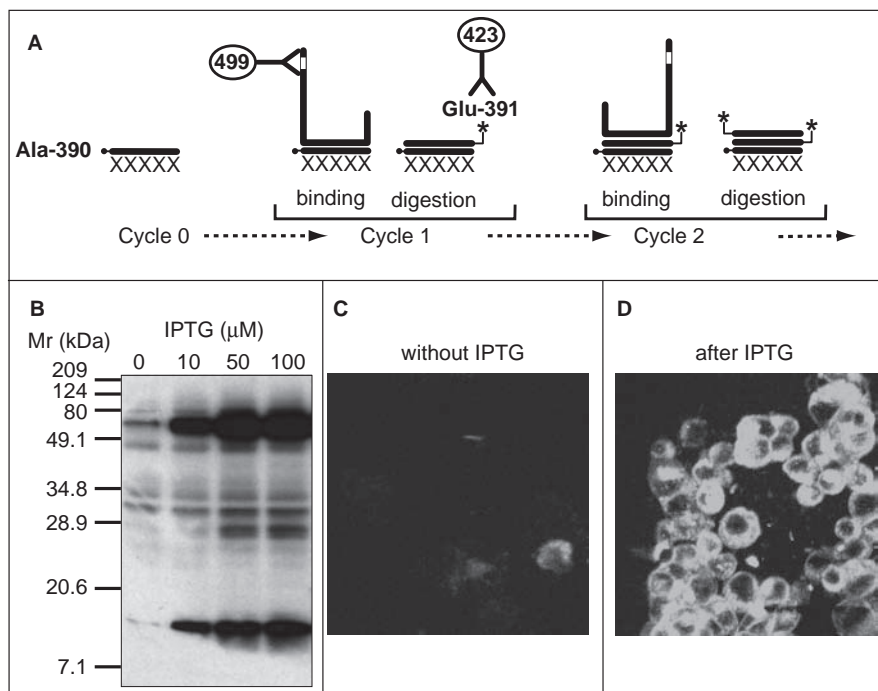 A
499
423
Glu-391
*
*
*
*
Ala-390
XXXXX
XXXXX
XXXXX
XXXXX
XXXXX
binding
digestion
binding
digestion
Cycle 0
Cycle 1
Cycle 2
B
IPTG (μM)
Mr (kDa)
0 10 50 100
209
124
80
49.1
34.8
28.9
20.6
7.1
C
without IPTG
D
after IPTG